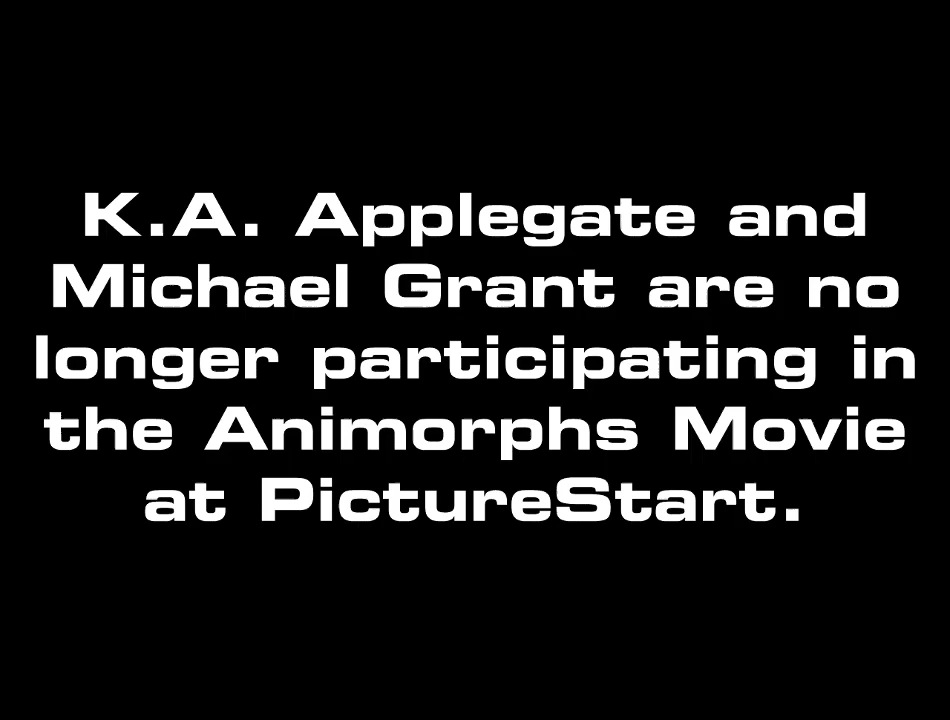 K.A. Applegate and
Michael Grant are no
longer participating in
the Animorphs Movie
at PictureStart.